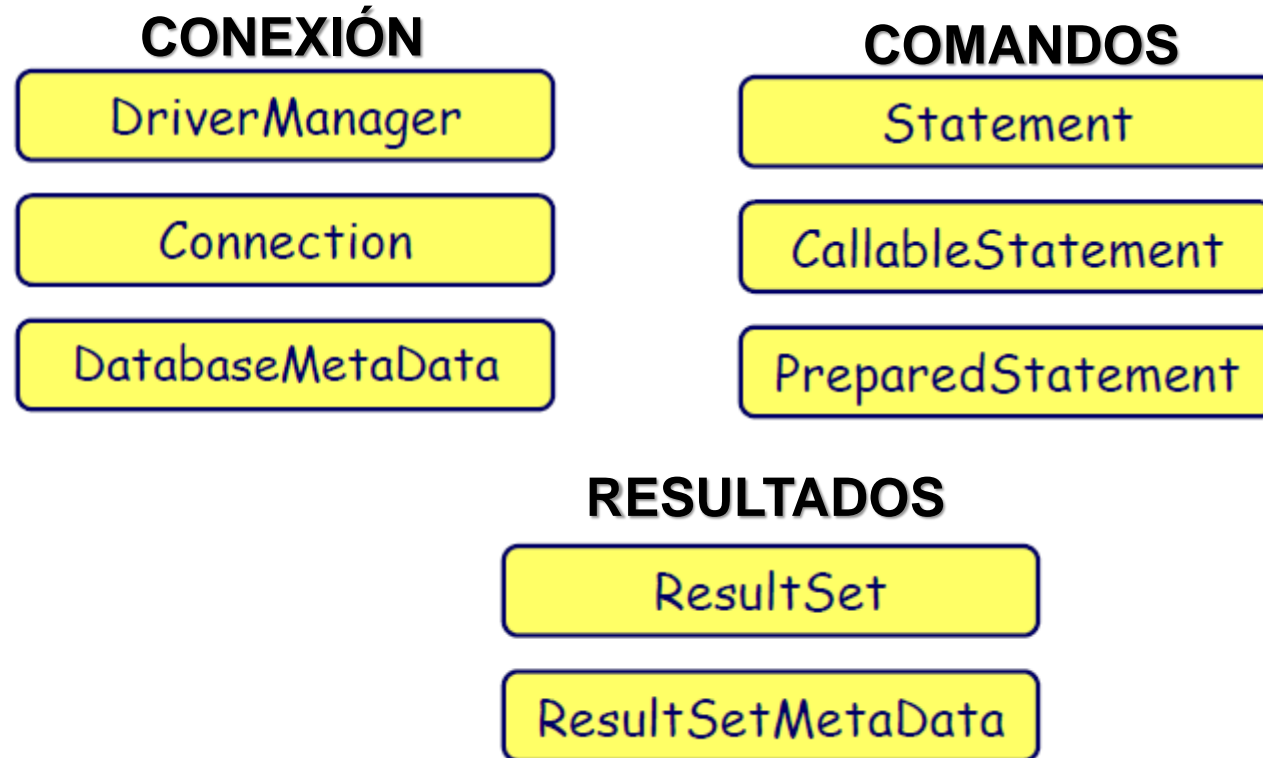 CONEXIÓN
DriverManager
Connection
DatabaseMetaData
COMANDOS
Statement
CallableStatement
PreparedStatement
RESULTADOS
ResultSet
ResultSetMetaData